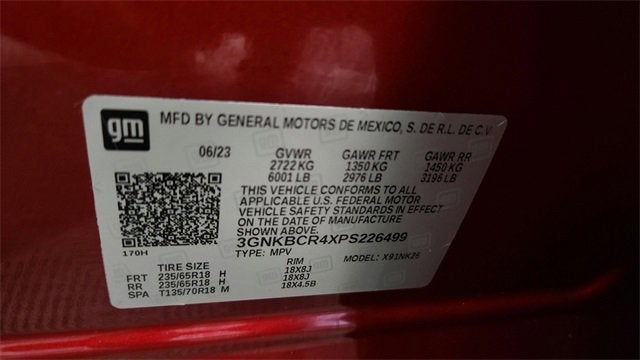 gm
MFD BY GENERAL MOTORS DE MEXICO, S. DE R.L. DE C.V.
06/23 GVWR GAWR FRT GAWR RR
2722 KG 1350 KG 1450 KG
6001 LB 2976 LB 3196 LB
THIS VEHICLE CONFORMS TO ALL
APPLICABLE U.S. FEDERAL MOTOR
VEHICLE SAFETY STANDARDS IN EFFECT
ON THE DATE OF MANUFACTURE
SHOWN ABOVE.
3GNKBCR4XPS226499
170H
TYPE: MPV MODEL: X91NK26
TIRE SIZE RIM
FRT 235/65R18 H 18X8J
RR 235/65R18 H 18X8J
SPA T135/70R18 M 18X4.5B